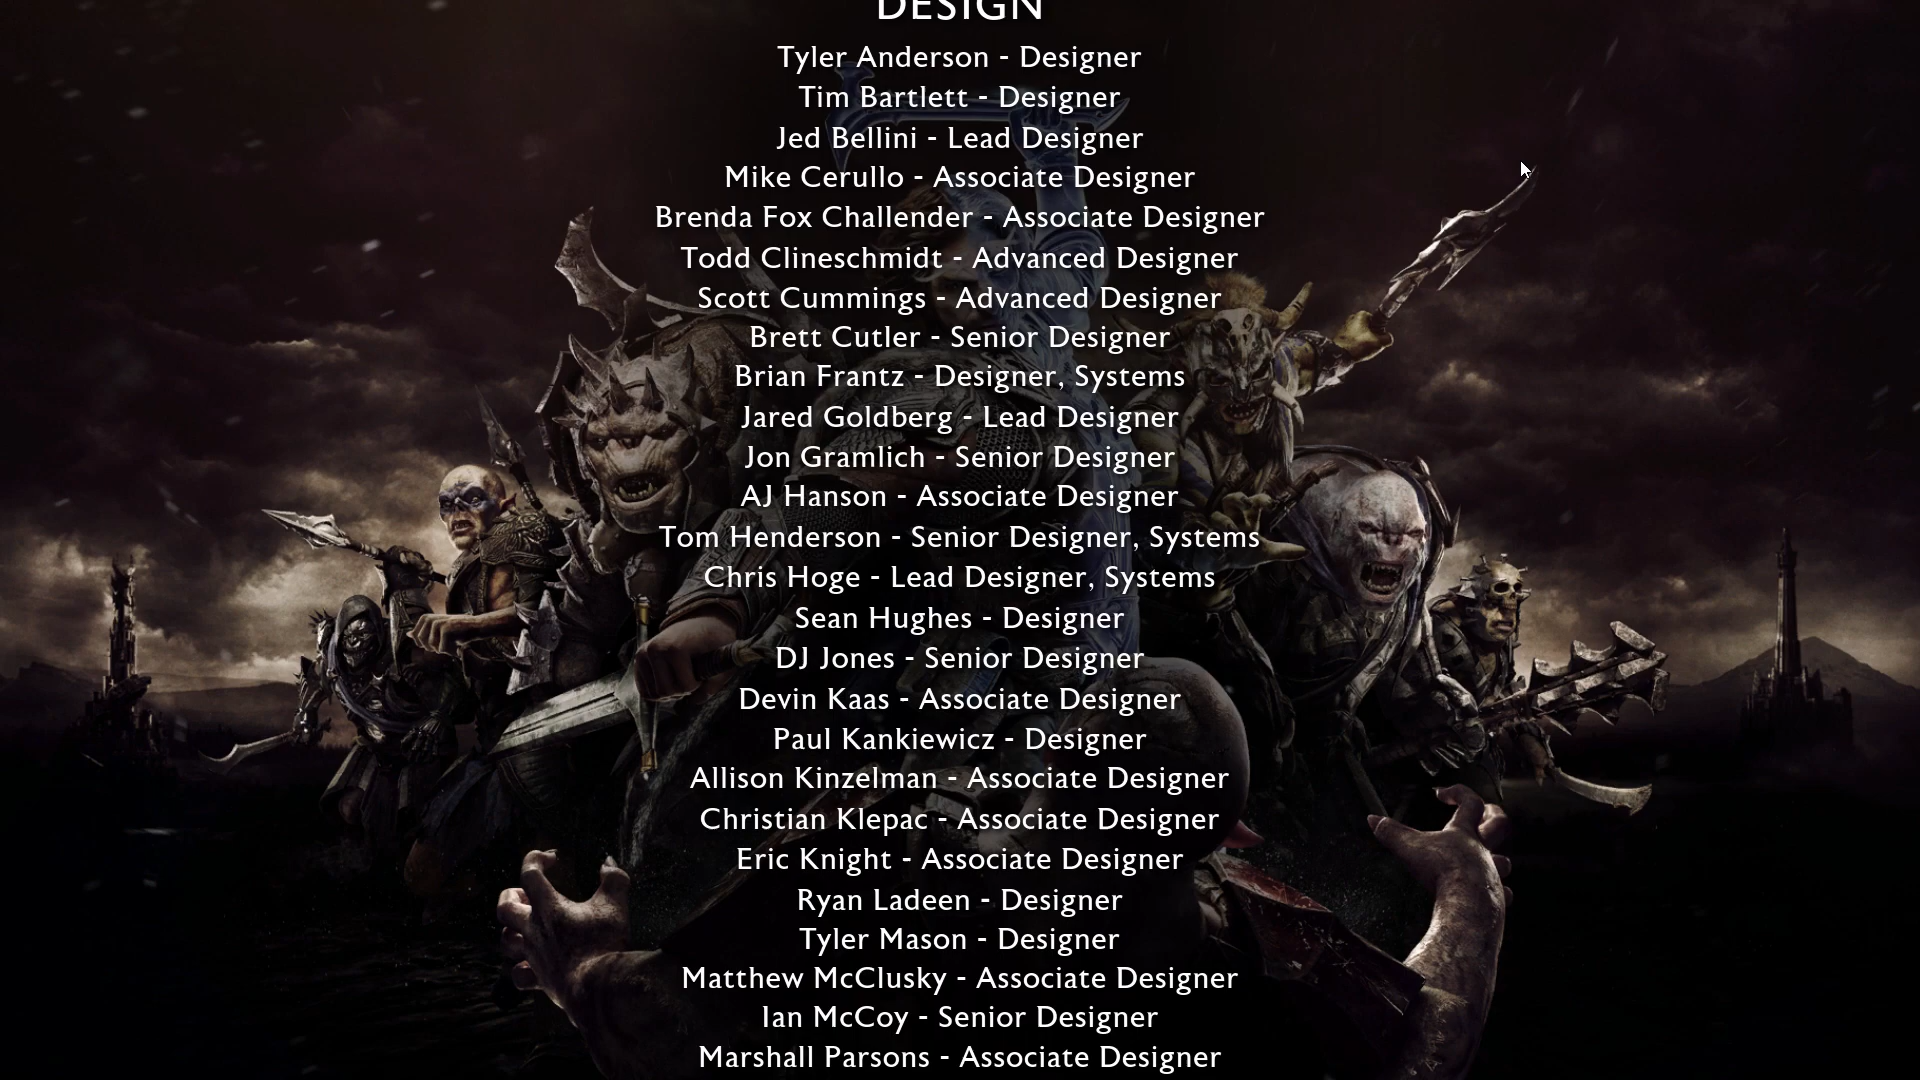 DESIGN
Tyler Anderson - Designer
Tim Bartlett - Designer
Jed Bellini - Lead Designer
Mike Cerullo - Associate Designer
Brenda Fox Challender - Associate Designer
Todd Clineschmidt - Advanced Designer
Scott Cummings - Advanced Designer
Brett Cutler - Senior Designer
Brian Frantz - Designer, Systems
Jared Goldberg - Lead Designer
Jon Gramlich - Senior Designer
AJ Hanson - Associate Designer
Tom Henderson - Senior Designer, Systems
Chris Hoge - Lead Designer, Systems
Sean Hughes - Designer
DJ Jones - Senior Designer
Devin Kaas - Associate Designer
Paul Kankiewicz - Designer
Allison Kinzelman - Associate Designer
Christian Klepac - Associate Designer
Eric Knight - Associate Designer
Ryan Ladeen - Designer
Tyler Mason - Designer
Matthew McClusky - Associate Designer
Ian McCoy - Senior Designer
Marshall Parsons - Associate Designer